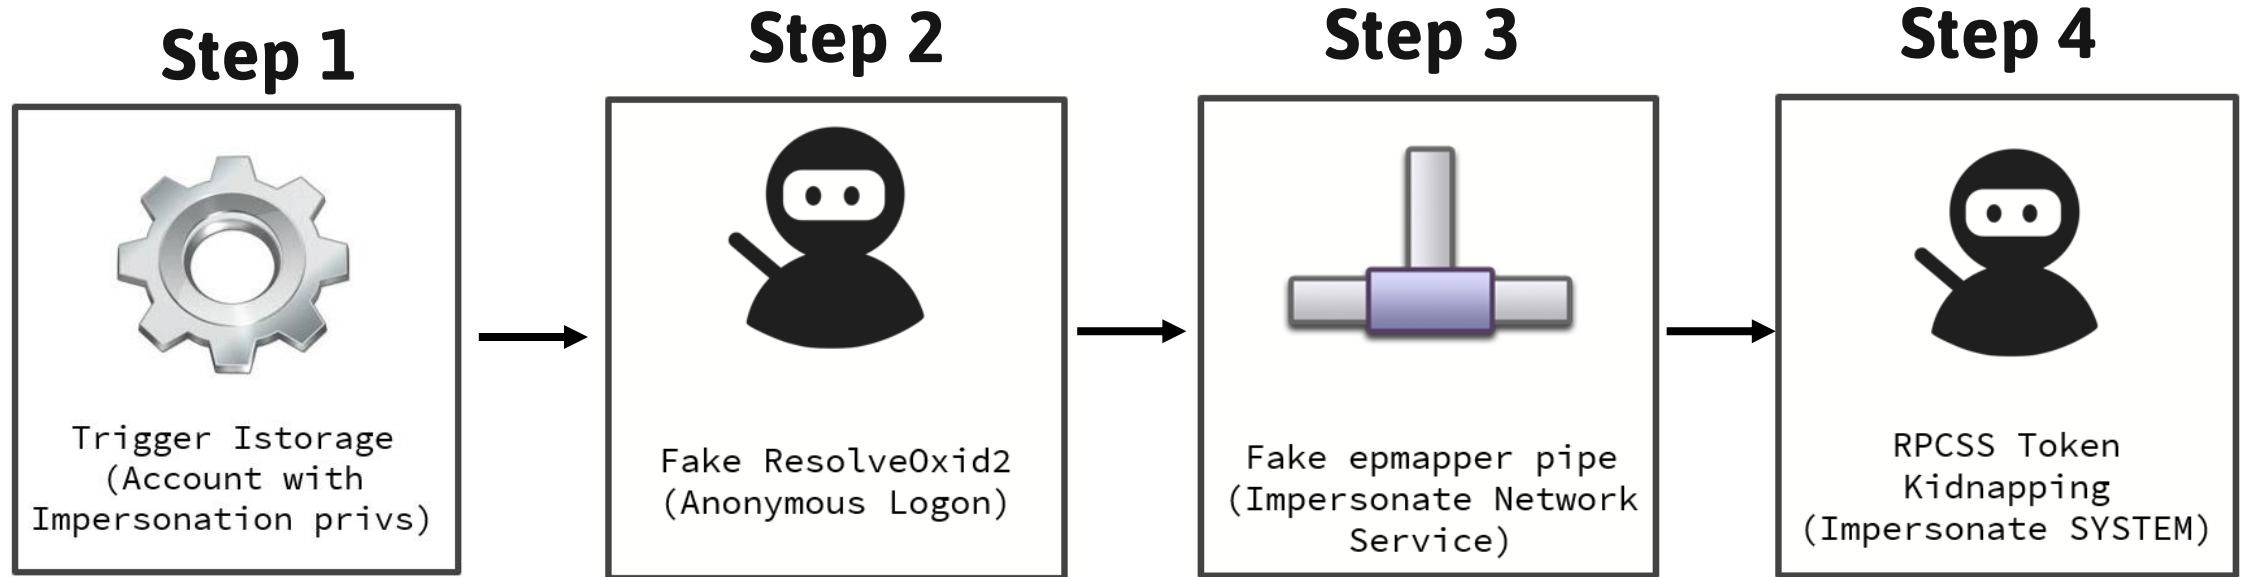 Step 1
Trigger Istorage
(Account with
Impersonation privs)
Step 2
Fake ResolveOxid2
(Anonymous Logon)
Step 3
Fake epmapper pipe
(Impersonate Network
Service)
Step 4
RPCSS Token
Kidnapping
(Impersonate SYSTEM)